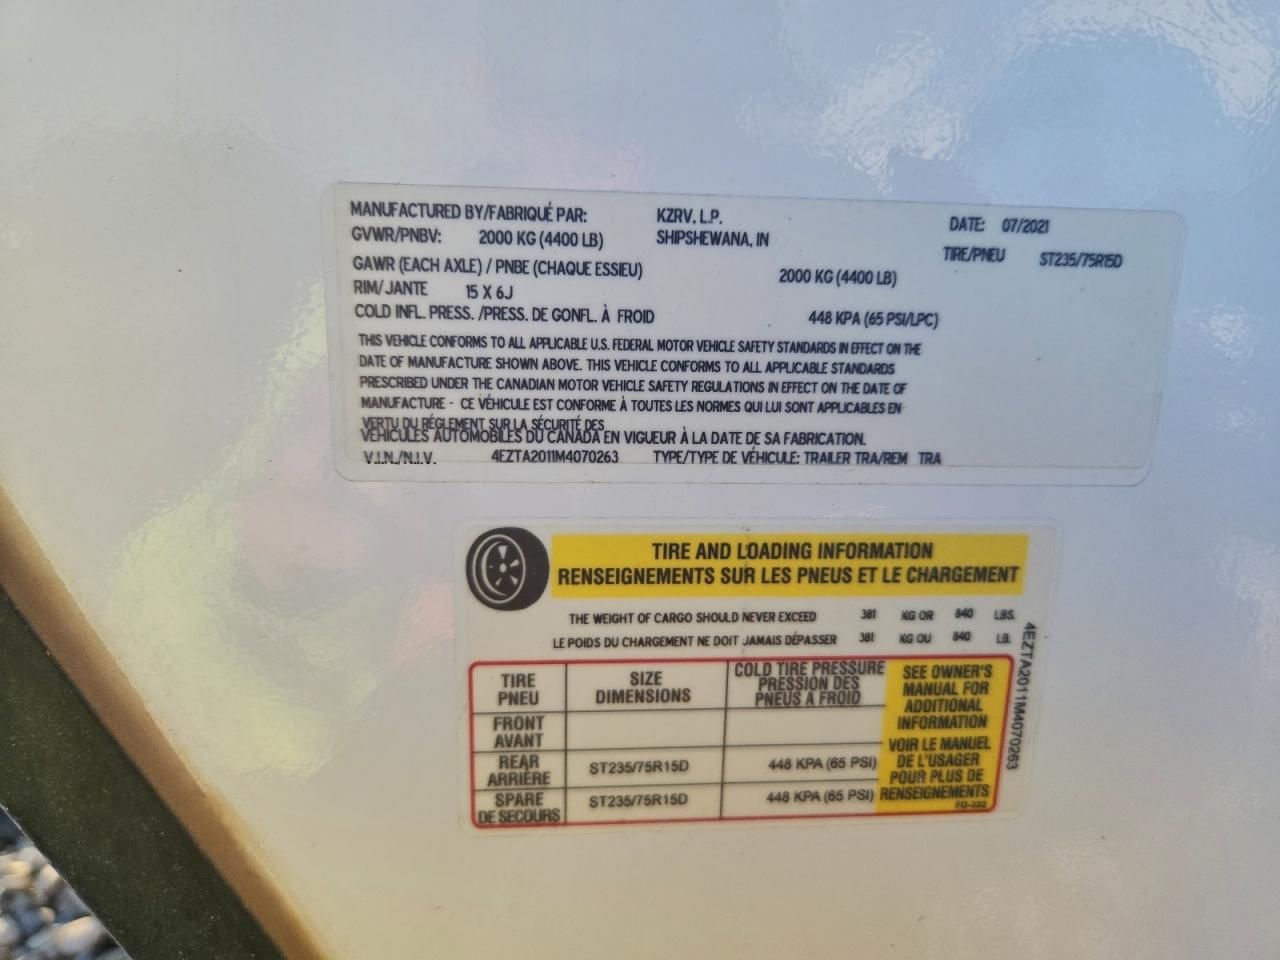 MANUFACTURED BY/FABRIQUÉ PAR: KZRV, L.P. DATE: 07/2021
GVWR/PNBV: 2000 KG (4400 LB) SHIPSHEWANA, IN TIRE/PNEU ST235/75R15D
GAWR (EACH AXLE) / PNBE (CHAQUE ESSIEU) 2000 KG (4400 LB)
RIM/JANTE 15 X 6J
COLD INFL. PRESS. /PRESS. DE GONFL. À FROID 448 KPA (65 PSI/LPC)
THIS VEHICLE CONFORMS TO ALL APPLICABLE U.S. FEDERAL MOTOR VEHICLE SAFETY STANDARDS IN EFFECT ON THE
DATE OF MANUFACTURE SHOWN ABOVE. THIS VEHICLE CONFORMS TO ALL APPLICABLE STANDARDS
PRESCRIBED UNDER THE CANADIAN MOTOR VEHICLE SAFETY REGULATIONS IN EFFECT ON THE DATE OF
MANUFACTURE - CE VÉHICULE EST CONFORME À TOUTES LES NORMES QUI LUI SONT APPLICABLES EN
VERTU DU RÉGLEMENT SUR LA SÉCURITÉ DES
VÉHICULES AUTOMOBILES DU CANADA EN VIGUEUR À LA DATE DE SA FABRICATION.
V.I.N./N.I.V. 4EZTA2011M4070263 TYPE/TYPE DE VÉHICULE: TRAILER TRA/REM TRA
TIRE AND LOADING INFORMATION
RENSEIGNEMENTS SUR LES PNEUS ET LE CHARGEMENT
THE WEIGHT OF CARGO SHOULD NEVER EXCEED 381 KG OR 840 LBS.
LE POIDS DU CHARGEMENT NE DOIT JAMAIS DÉPASSER 381 KG OU 840 LB.
TIRE
PNEU
SIZE
DIMENSIONS
COLD TIRE PRESSURE
PRESSION DES
PNEUS A FROID
FRONT
AVANT
REAR
ARRIÈRE
ST235/75R15D
448 KPA (65 PSI)
SPARE
DE SECOURS
ST235/75R15D
448 KPA (65 PSI)
SEE OWNER'S
MANUAL FOR
ADDITIONAL
INFORMATION
VOIR LE MANUEL
DE L'USAGER
POUR PLUS DE
RENSEIGNEMENTS
FD-332
4EZTA2011M4070263